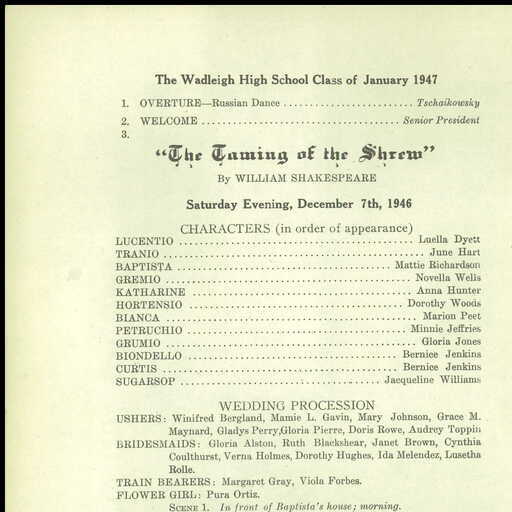 The Wadleigh High School Class of January 1947
1. OVERTURE—Russian Dance ........................ Tschaikowsky
2. WELCOME ..................................... Senior President
3.
"The Taming of the Shrew"
By WILLIAM SHAKESPEARE
Saturday Evening, December 7th, 1946
CHARACTERS (in order of appearance)
LUCENTIO ............................................. Luella Dyett
TRANIO ................................................. June Hart
BAPTISTA ......................................... Mattie Richardson
GREMIO .............................................. Novella Wells
KATHARINE ......................................... Anna Hunter
HORTENSIO ........................................ Dorothy Woods
BIANCA .............................................. Marion Peet
PETRUCHIO ......................................... Minnie Jeffries
GRUMIO .............................................. Gloria Jones
BIONDELLO ........................................ Bernice Jenkins
CURTIS ............................................. Bernice Jenkins
SUGARSOP ...................................... Jacqueline Williams
WEDDING PROCESSION
USHERS: Winifred Bergland, Mamie L. Gavin, Mary Johnson, Grace M.
Maynard, Gladys Perry,Gloria Pierre, Doris Rowe, Audrey Toppin
BRIDESMAIDS: Gloria Alston, Ruth Blackshear, Janet Brown, Cynthia
Coulthurst, Verna Holmes, Dorothy Hughes, Ida Melendez, Lusetha
Rolle.
TRAIN BEARERS: Margaret Gray, Viola Forbes.
FLOWER GIRL: Pura Ortiz.
SCENE 1. In front of Baptista's house; morning.